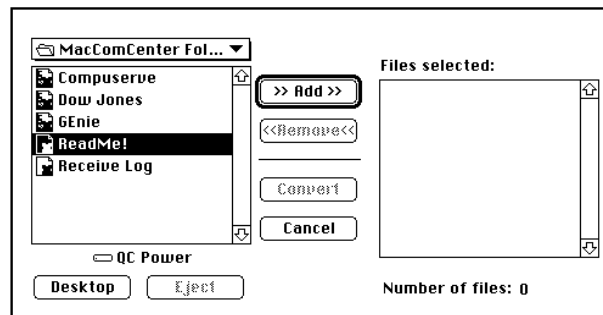 MacComCenter Fol...
Compuserve
Dow Jones
GEnie
ReadMe!
Receive Log
QC Power
Desktop
Eject
>> Add >>
<<Remove<<
Convert
Cancel
Files selected:
Number of files: 0